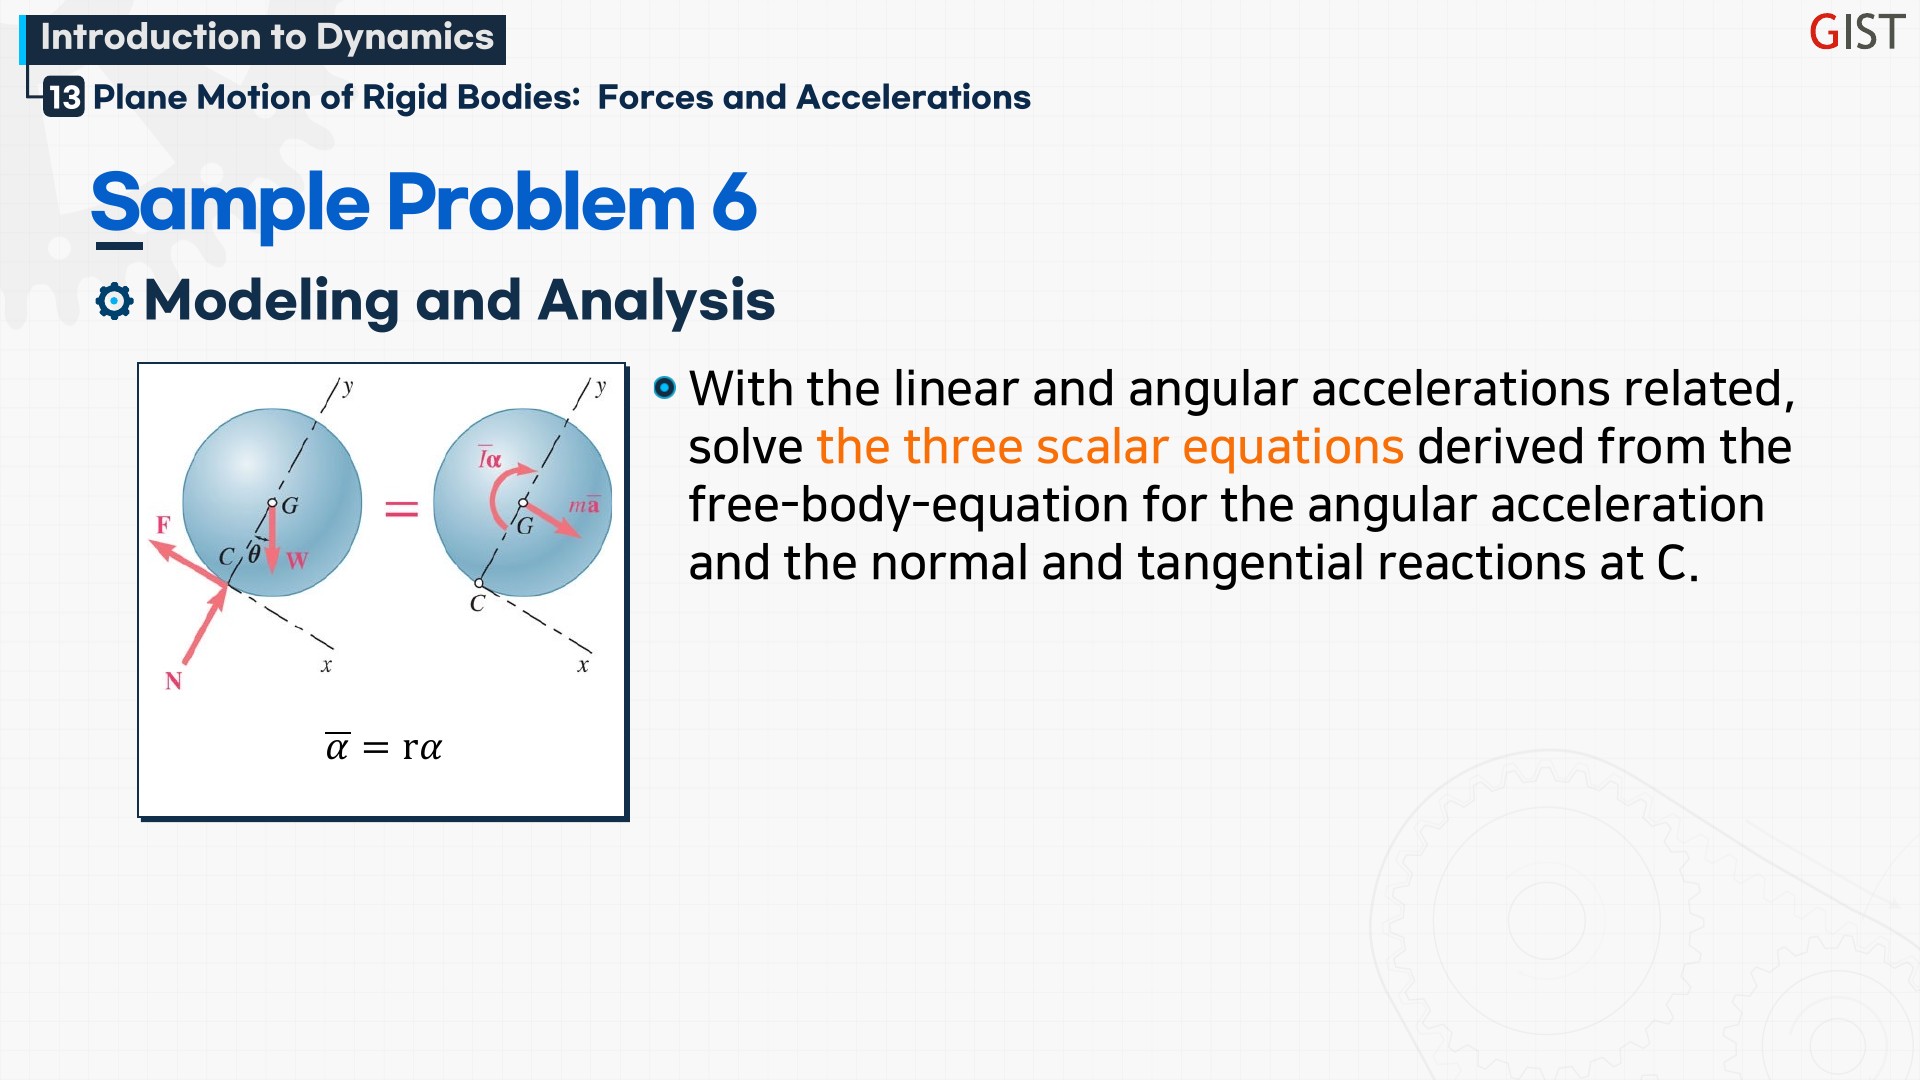 Introduction to Dynamics
GIST
13 Plane Motion of Rigid Bodies: Forces and Accelerations
Sample Problem 6
Modeling and Analysis
With the linear and angular accelerations related,
solve the three scalar equations derived from the
free-body-equation for the angular acceleration
and the normal and tangential reactions at C.
y
G
F
C
θ
W
N
x
=
y
I̅α
ma̅
G
C
x
α̅ = rα